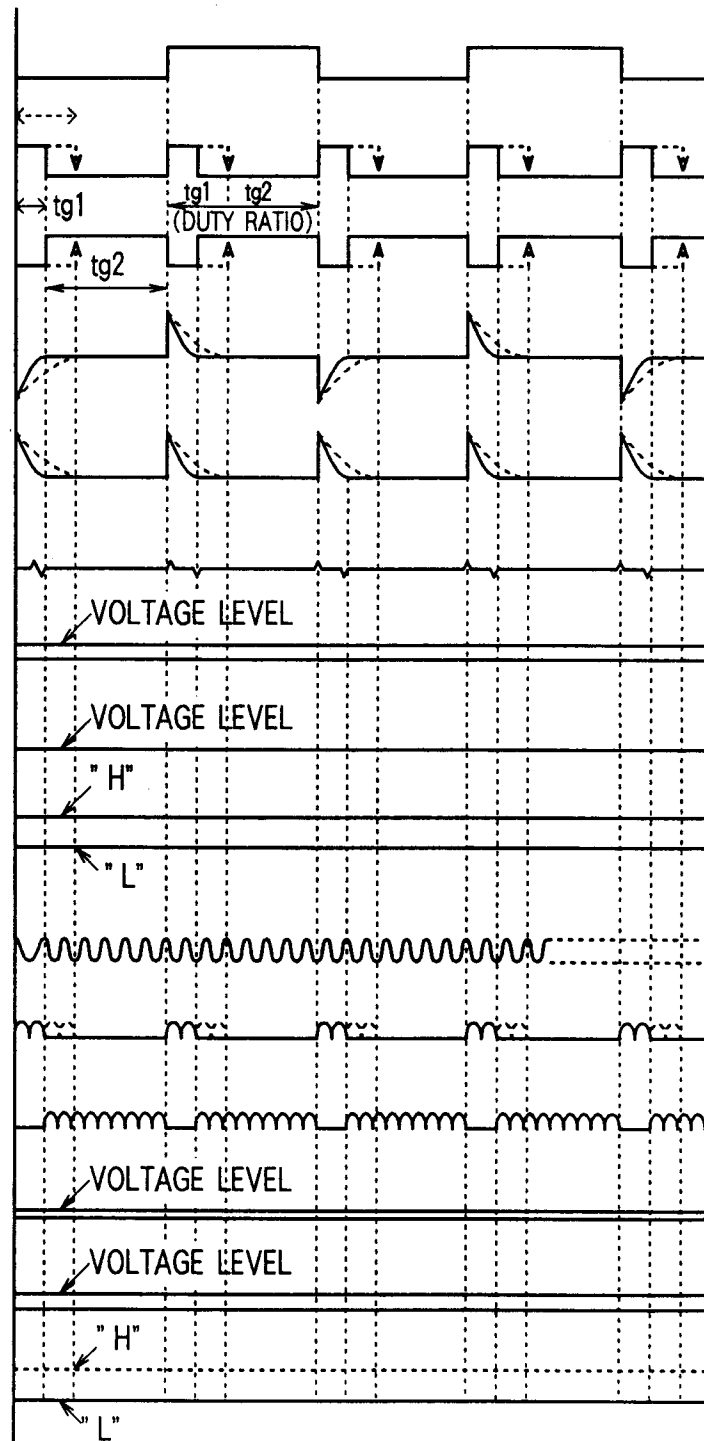 tg1 tg2
tg1 (DUTY RATIO)
tg2
VOLTAGE LEVEL
VOLTAGE LEVEL
"H"
"L"
VOLTAGE LEVEL
VOLTAGE LEVEL
"H"
"L"